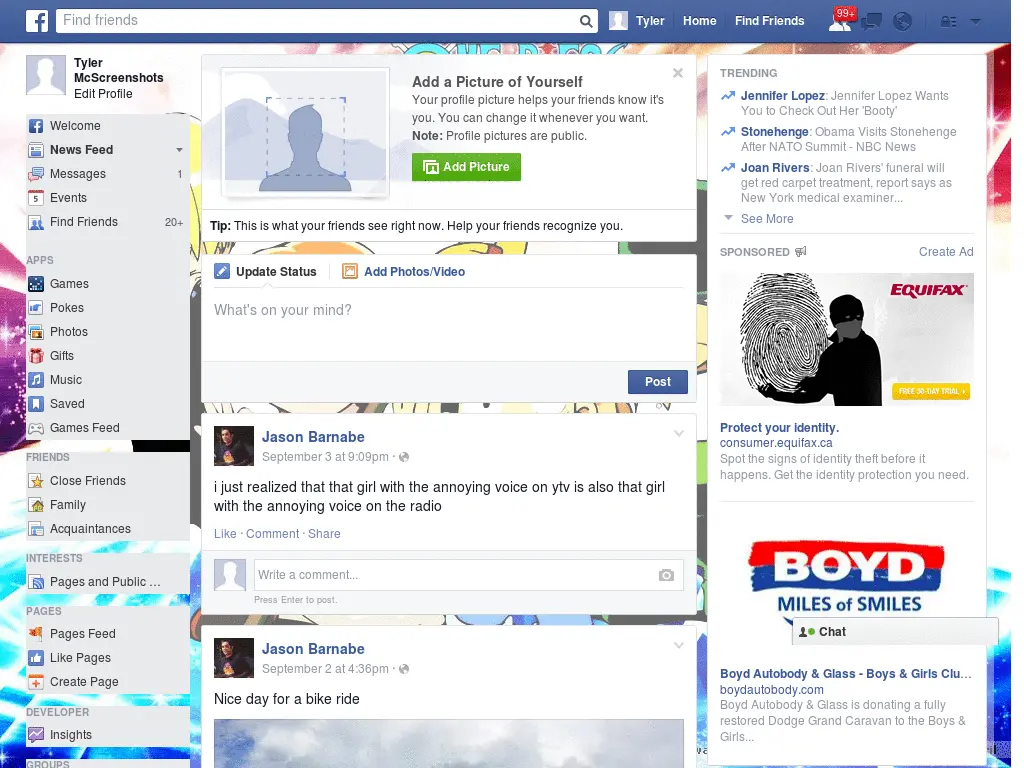 Find friends
Tyler
Home
Find Friends
99+
Tyler
McScreenshots
Edit Profile
Welcome
News Feed
Messages 1
5
Events
Find Friends 20+
APPS
Games
Pokes
Photos
Gifts
Music
Saved
Games Feed
FRIENDS
Close Friends
Family
Acquaintances
INTERESTS
Pages and Public ...
PAGES
Pages Feed
Like Pages
Create Page
DEVELOPER
Insights
GROUPS
Add a Picture of Yourself
Your profile picture helps your friends know it's
you. You can change it whenever you want.
Note: Profile pictures are public.
Add Picture
Tip: This is what your friends see right now. Help your friends recognize you.
Update Status
Add Photos/Video
What's on your mind?
Post
Jason Barnabe
September 3 at 9:09pm ·
i just realized that that girl with the annoying voice on ytv is also that girl
with the annoying voice on the radio
Like · Comment · Share
Write a comment...
Press Enter to post.
Jason Barnabe
September 2 at 4:36pm ·
Nice day for a bike ride
TRENDING
Jennifer Lopez: Jennifer Lopez Wants
You to Check Out Her 'Booty'
Stonehenge: Obama Visits Stonehenge
After NATO Summit - NBC News
Joan Rivers: Joan Rivers' funeral will
get red carpet treatment, report says as
New York medical examiner...
See More
SPONSORED
Create Ad
EQUIFAX
FREE 30-DAY TRIAL ›
Protect your identity.
consumer.equifax.ca
Spot the signs of identity theft before it
happens. Get the identity protection you need.
BOYD
MILES of SMILES
Chat
Boyd Autobody & Glass - Boys & Girls Clu...
boydautobody.com
Boyd Autobody & Glass is donating a fully
restored Dodge Grand Caravan to the Boys &
Girls...